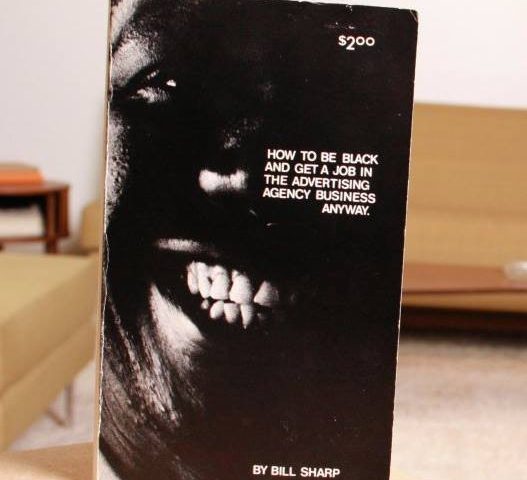 $2.00
HOW TO BE BLACK
AND GET A JOB IN
THE ADVERTISING
AGENCY BUSINESS
ANYWAY.
BY BILL SHARP